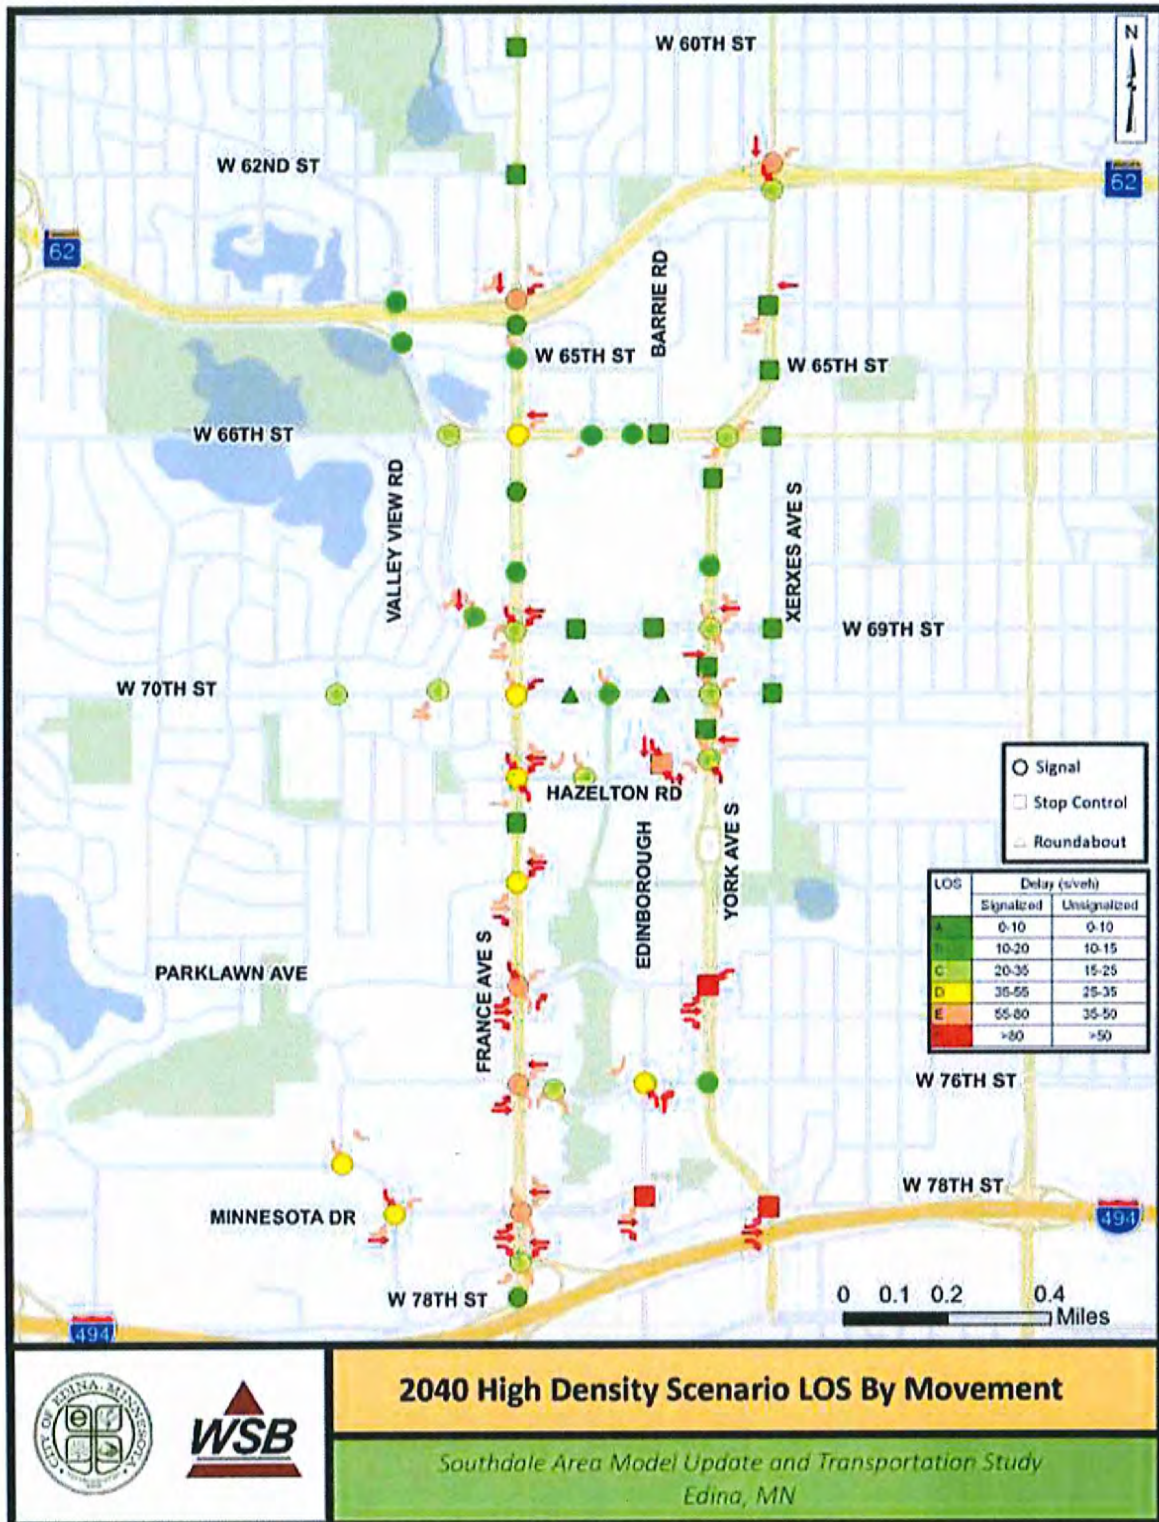 W 60TH ST
N
W 62ND ST
62
62
BARRIE RD
W 65TH ST
W 65TH ST
W 66TH ST
VALLEY VIEW RD
XERXES AVE S
W 69TH ST
W 70TH ST
Signal
Stop Control
Roundabout
HAZELTON RD
EDINBOROUGH
YORK AVE S
FRANCE AVE S
LOS Delay (s/veh)
Signalized Unsignalized
A 0-10 0-10
B 10-20 10-15
C 20-35 15-25
D 35-55 25-35
E 55-80 35-50
>80 >50
PARKLAWN AVE
W 76TH ST
MINNESOTA DR
W 78TH ST
494
W 78TH ST
0 0.1 0.2 0.4
Miles
494
CITY OF EDINA, MINNESOTA
e
WSB
2040 High Density Scenario LOS By Movement
Southdale Area Model Update and Transportation Study
Edina, MN